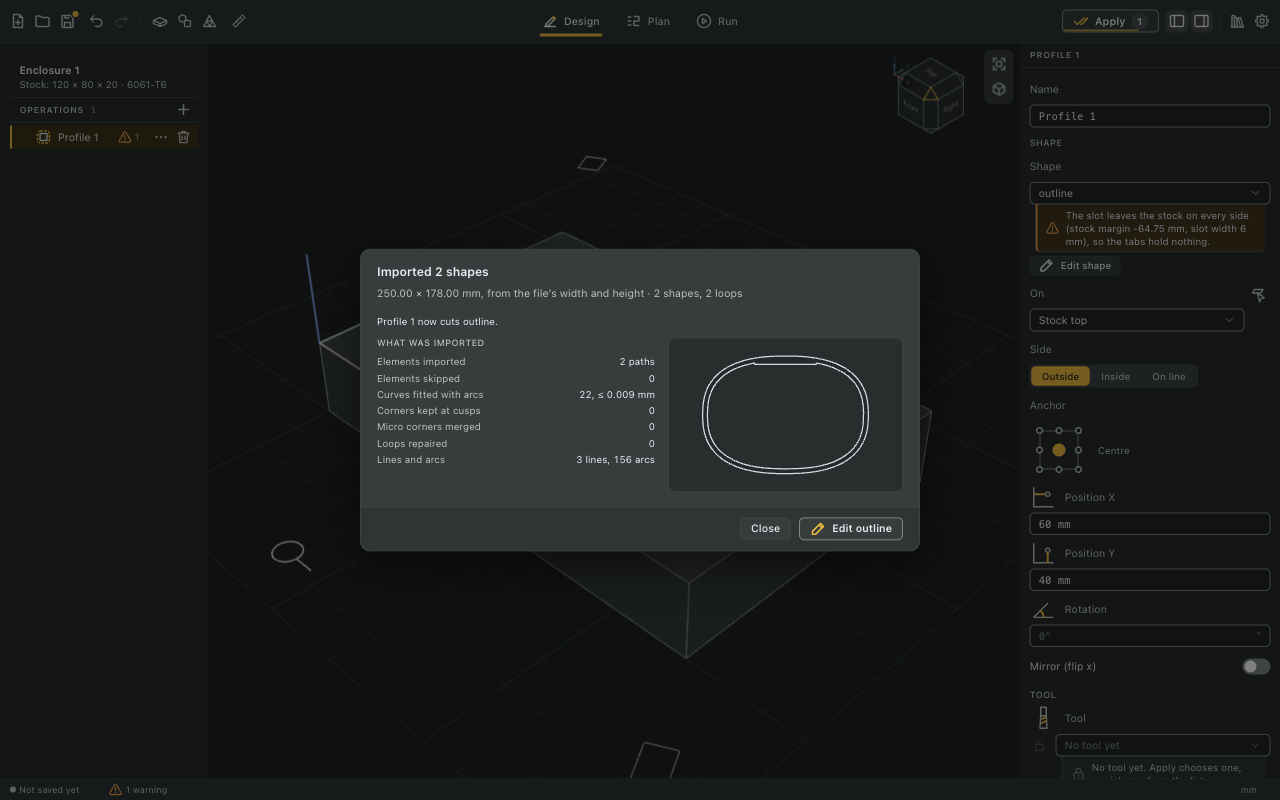 Design
Plan
Run
Apply 1
Enclosure 1
Stock: 120 × 80 × 20 · 6061-T6
OPERATIONS 1
Profile 1
1
Front
Right
PROFILE 1
Name
Profile 1
SHAPE
Shape
outline
The slot leaves the stock on every side
(stock margin -64.75 mm, slot width 6
mm), so the tabs hold nothing.
Edit shape
On
Stock top
Side
Outside
Inside
On line
Anchor
Centre
Position X
60 mm
Position Y
40 mm
Rotation
0°
°
Mirror (flip x)
TOOL
Tool
No tool yet
No tool yet. Apply chooses one,
Imported 2 shapes
250.00 × 178.00 mm, from the file's width and height · 2 shapes, 2 loops
Profile 1 now cuts outline.
WHAT WAS IMPORTED
Elements imported 2 paths
Elements skipped 0
Curves fitted with arcs 22, ≤ 0.009 mm
Corners kept at cusps 0
Micro corners merged 0
Loops repaired 0
Lines and arcs 3 lines, 156 arcs
Close
Edit outline
Not saved yet
1 warning
mm